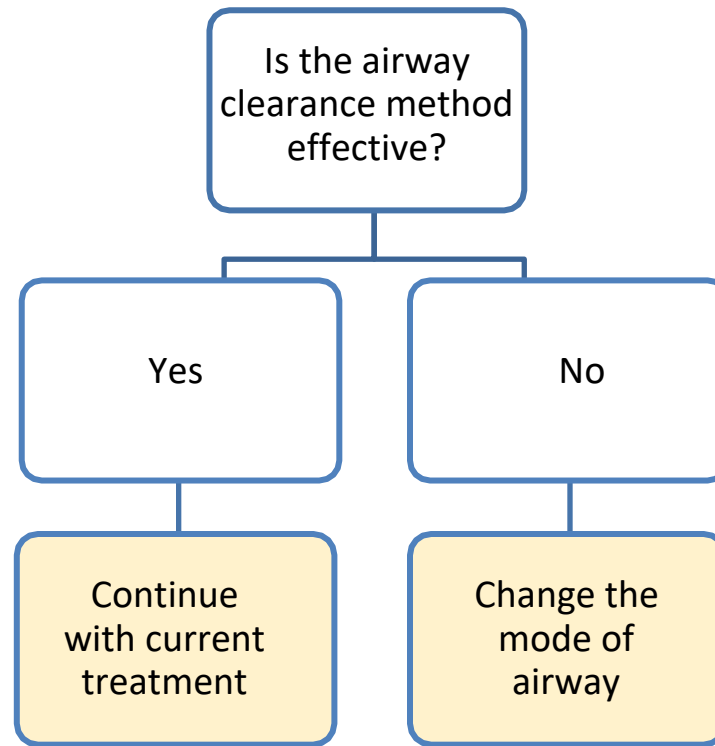 Is the airway
clearance method
effective?
Yes
No
Continue
with current
treatment
Change the
mode of
airway